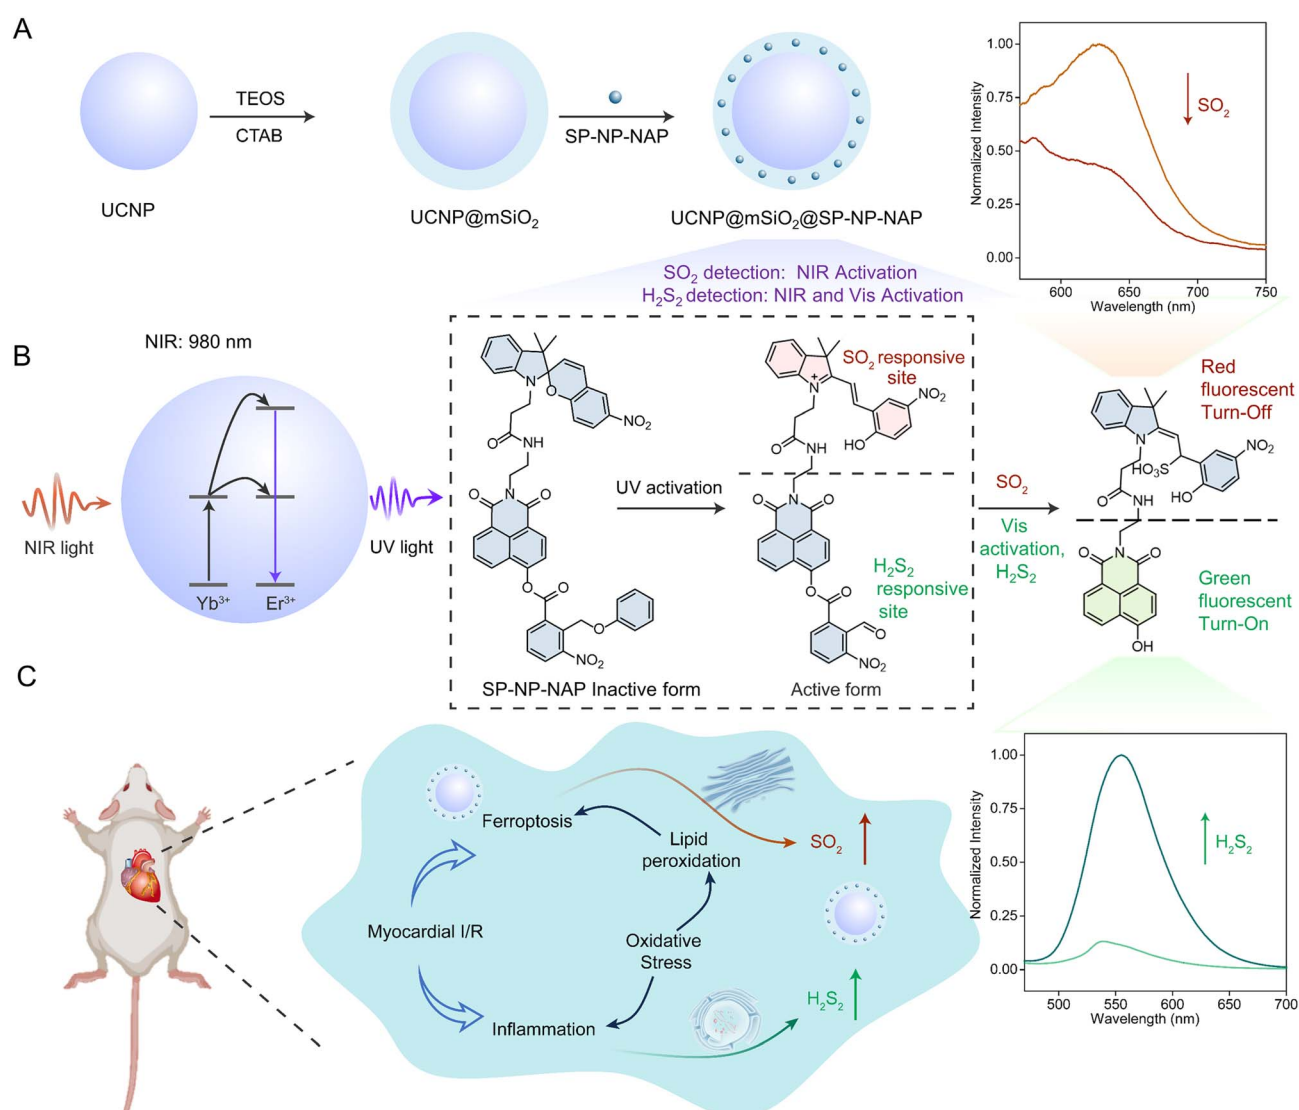 A
TEOS
CTAB
SP-NP-NAP
UCNP
UCNP@mSiO₂
UCNP@mSiO₂@SP-NP-NAP
Normalized Intensity
1.00
0.75
0.50
0.25
0.00
SO₂
600
650
700
750
Wavelength (nm)
SO₂ detection: NIR Activation
H₂S₂ detection: NIR and Vis Activation
B
NIR: 980 nm
NIR light
Yb³⁺
Er³⁺
UV light
N
O
NO₂
O
NH
O
N
O
O
O
O
NO₂
SP-NP-NAP Inactive form
UV activation
SO₂ responsive
site
N
+
NO₂
HO
O
NH
O
N
O
H₂S₂
responsive
site
O
O
O
NO₂
Active form
SO₂
Vis
activation,
H₂S₂
Red
fluorescent
Turn-Off
N
HO₃S
NO₂
HO
O
NH
O
N
O
OH
Green
fluorescent
Turn-On
C
Ferroptosis
Lipid
peroxidation
SO₂
Myocardial I/R
Oxidative
Stress
Inflammation
H₂S₂
Normalized Intensity
1.00
0.75
0.50
0.25
0.00
H₂S₂
500
550
600
650
700
Wavelength (nm)